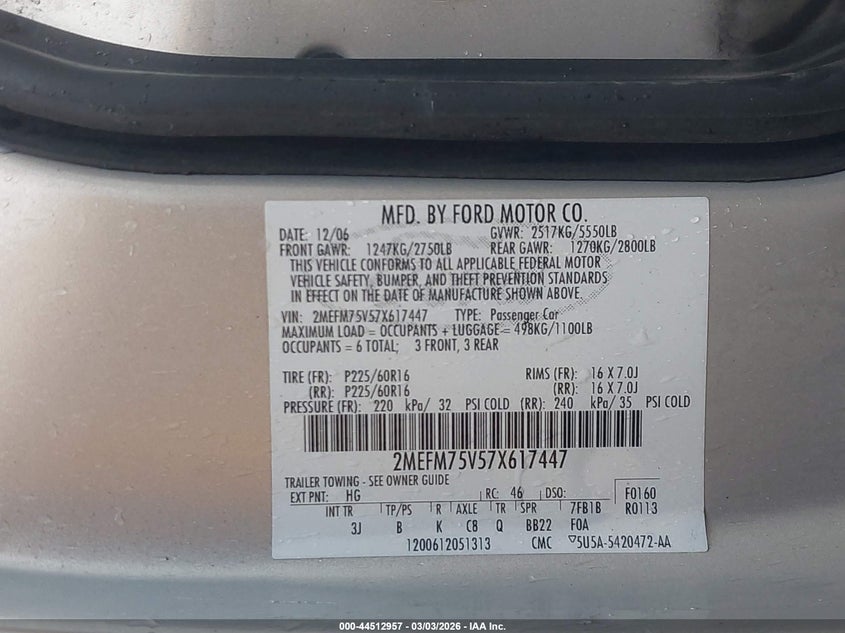 MFD. BY FORD MOTOR CO.
DATE: 12/06 GVWR: 2517KG/5550LB
FRONT GAWR: 1247KG/2750LB REAR GAWR: 1270KG/2800LB
THIS VEHICLE CONFORMS TO ALL APPLICABLE FEDERAL MOTOR
VEHICLE SAFETY, BUMPER, AND THEFT PREVENTION STANDARDS
IN EFFECT ON THE DATE OF MANUFACTURE SHOWN ABOVE.
VIN: 2MEFM75V57X617447 TYPE: Passenger Car
MAXIMUM LOAD = OCCUPANTS + LUGGAGE = 498KG/1100LB
OCCUPANTS = 6 TOTAL; 3 FRONT, 3 REAR
TIRE (FR): P225/60R16 RIMS (FR): 16 X 7.0J
(RR): P225/60R16 (RR): 16 X 7.0J
PRESSURE (FR): 220 kPa/ 32 PSI COLD (RR): 240 kPa/ 35 PSI COLD
2MEFM75V57X617447
TRAILER TOWING - SEE OWNER GUIDE
EXT PNT: HG RC: 46 DSO: F0160
INT TR TP/PS R AXLE TR SPR 7FB1B R0113
3J B K C8 Q BB22 F0A
1200612051313 CMC ▽5U5A-5420472-AA
000-44512957 - 03/03/2026 - IAA Inc.